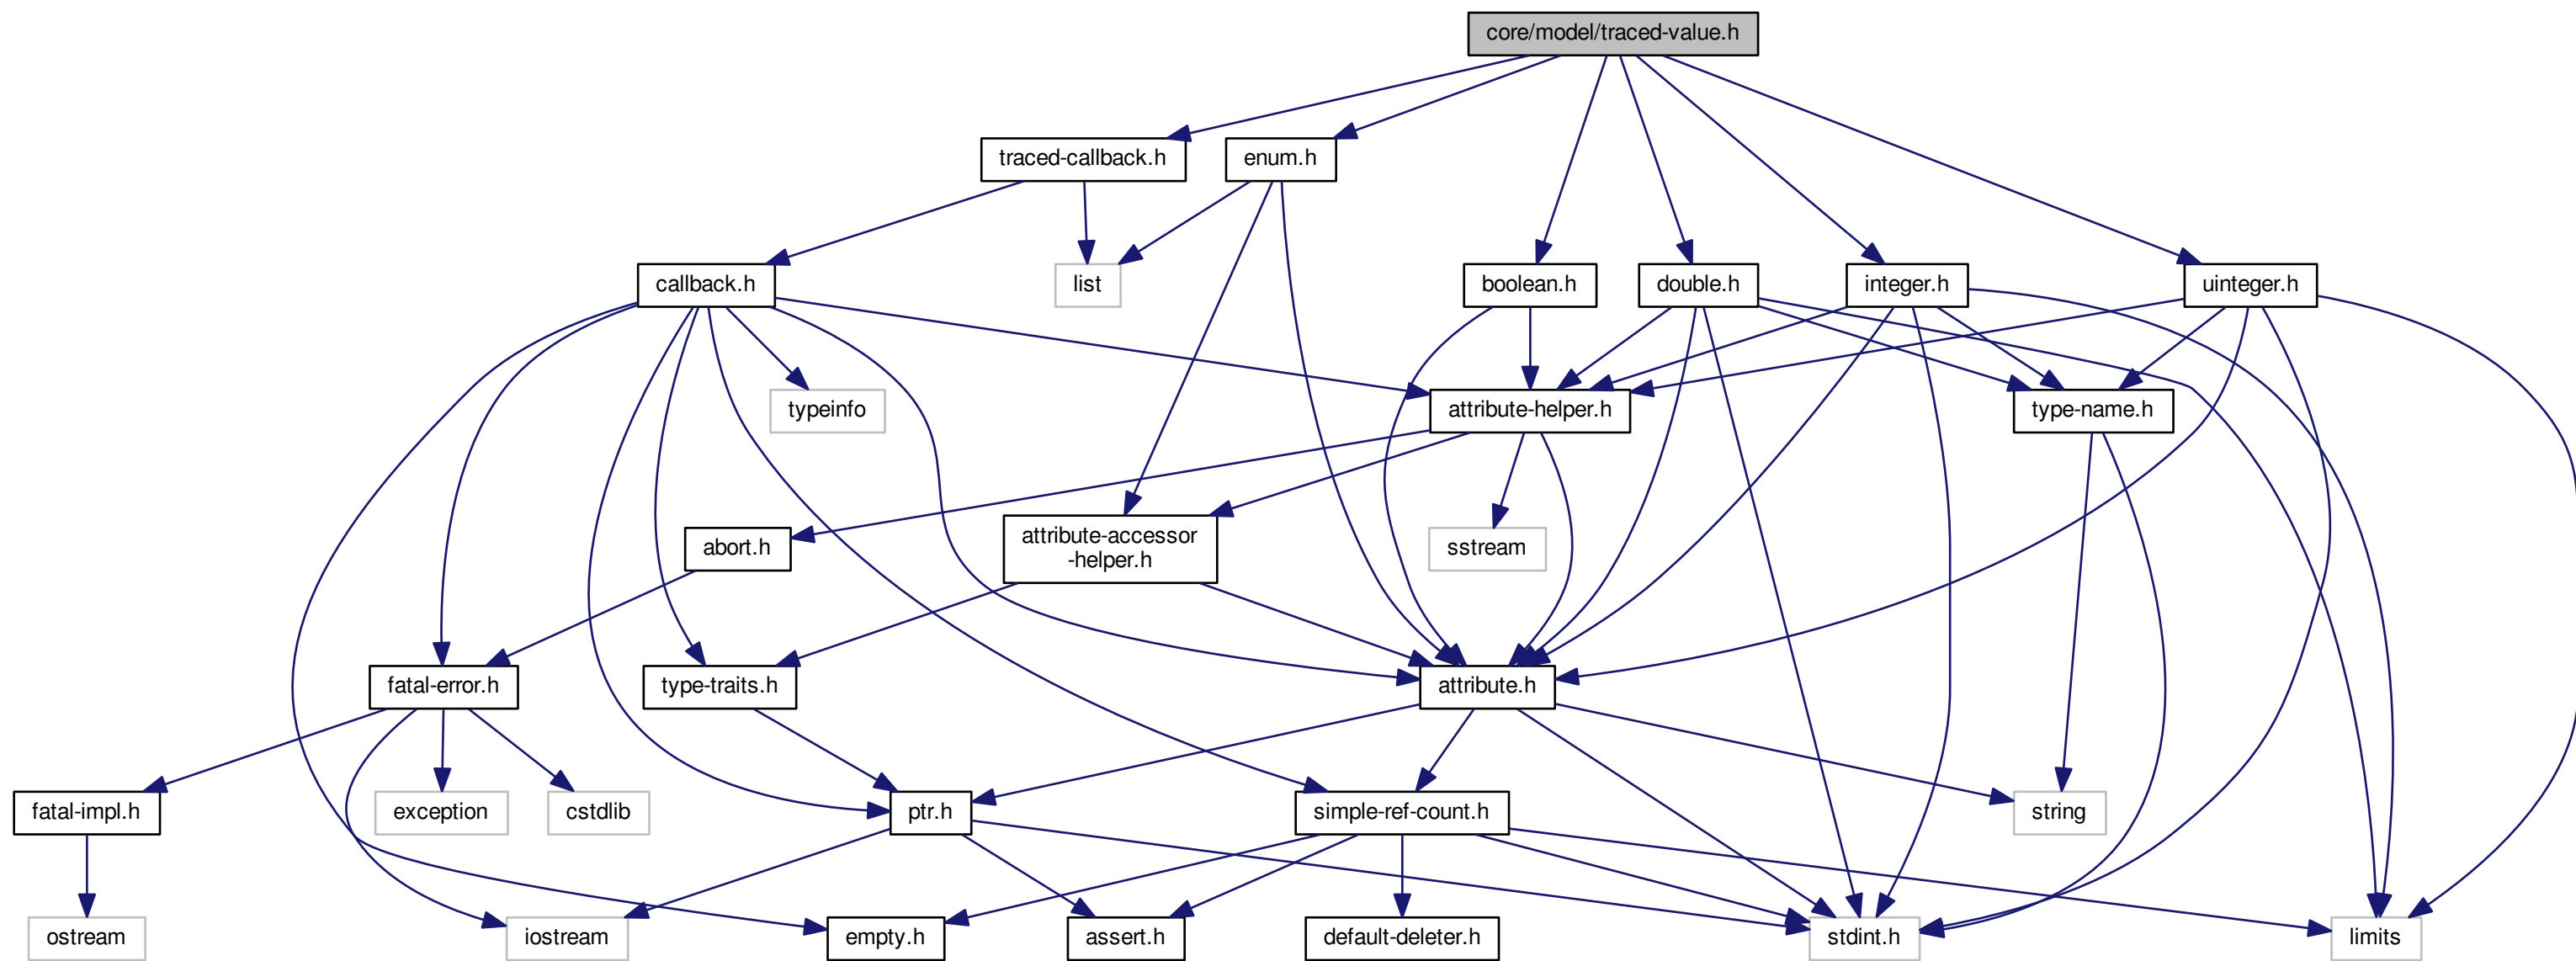 core/model/traced-value.h
traced-callback.h
enum.h
callback.h
list
boolean.h
double.h
integer.h
uinteger.h
typeinfo
attribute-helper.h
type-name.h
abort.h
attribute-accessor
-helper.h
sstream
fatal-error.h
type-traits.h
attribute.h
fatal-impl.h
exception
cstdlib
ptr.h
simple-ref-count.h
string
ostream
iostream
empty.h
assert.h
default-deleter.h
stdint.h
limits